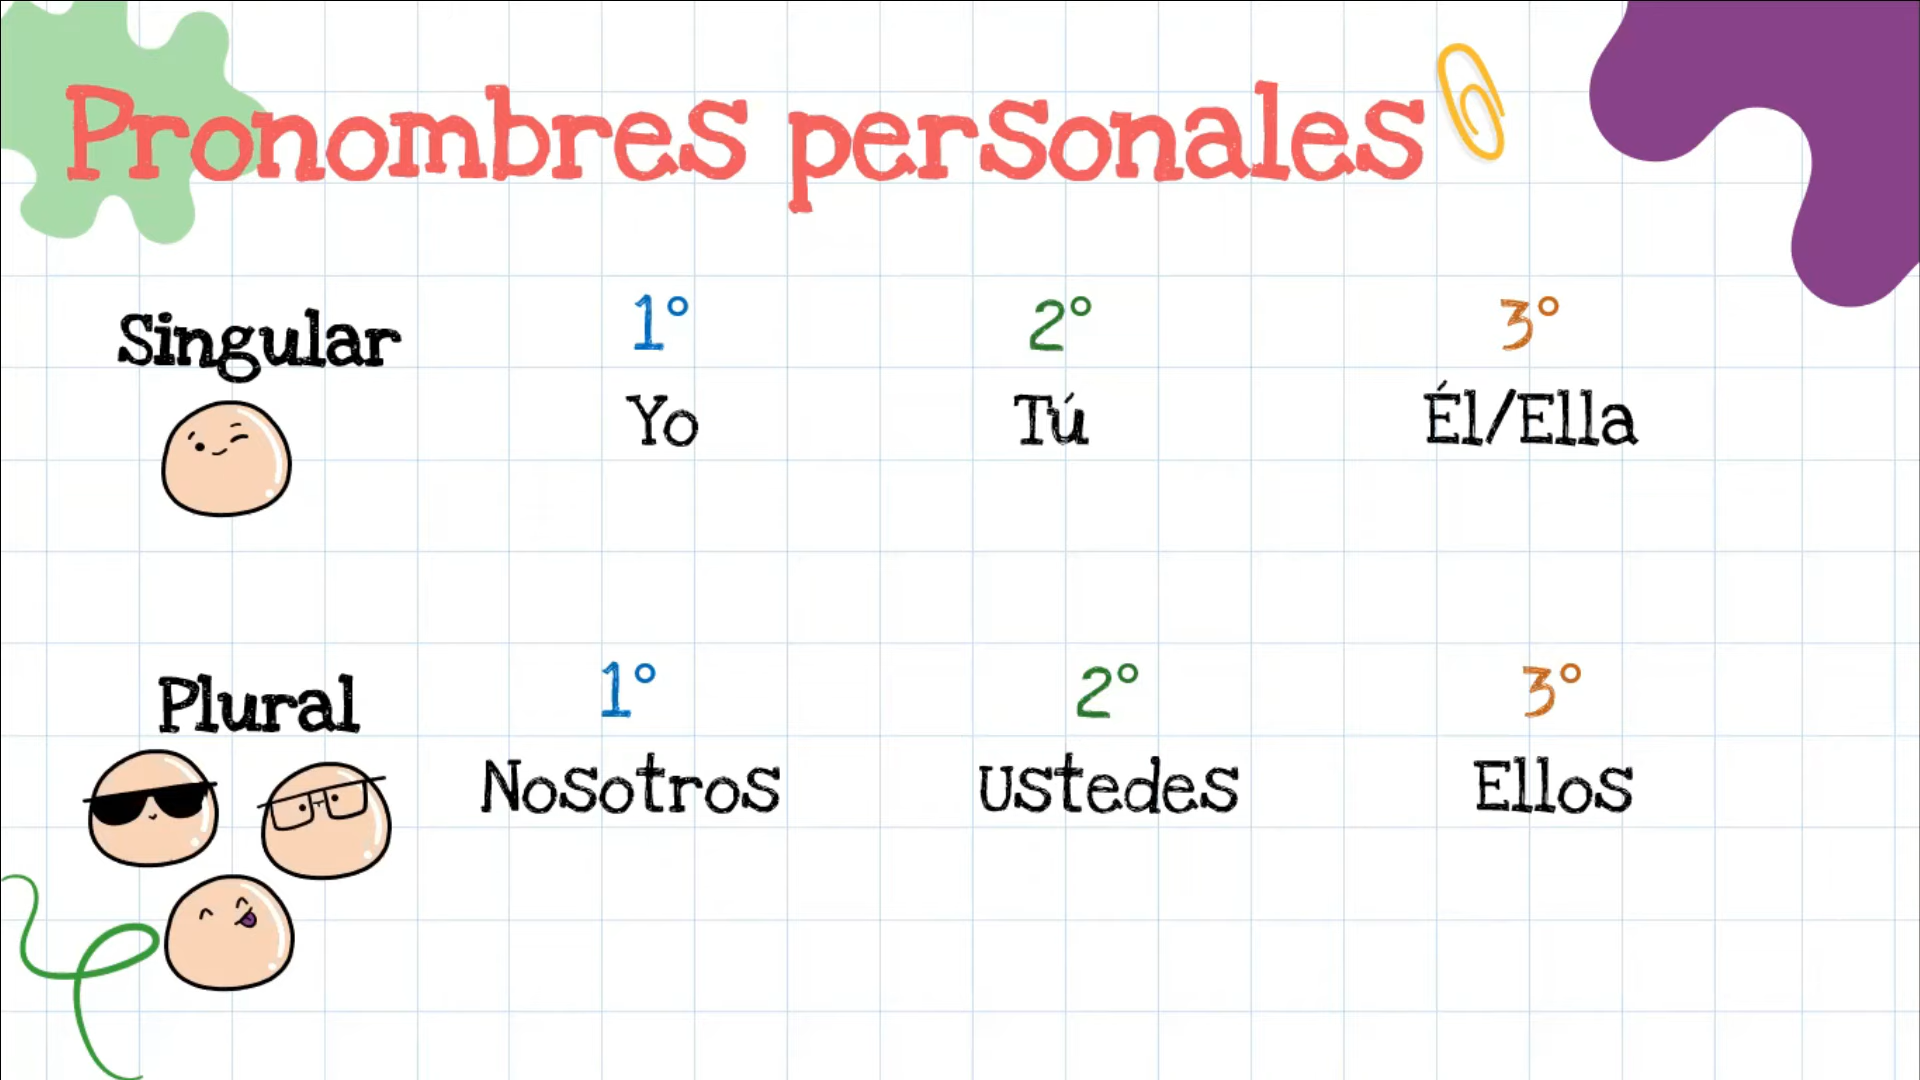 Pronombres personales
Singular 1° 2° 3°
Yo Tú Él/Ella
Plural 1° 2° 3°
Nosotros ustedes Ellos